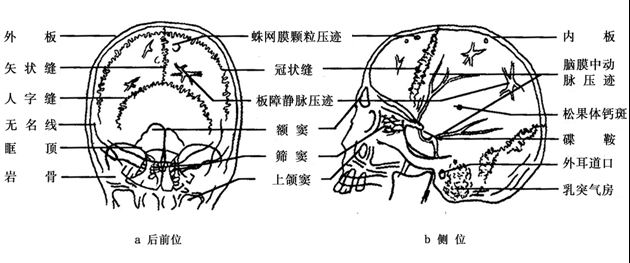 外板
矢状缝
人字缝
无名线
眶顶
岩骨
蛛网膜颗粒压迹
冠状缝
板障静脉压迹
额窦
筛窦
上颌窦
内板
脑膜中动
脉压迹
松果体钙斑
碟鞍
外耳道口
乳突气房
a 后前位
b 侧位